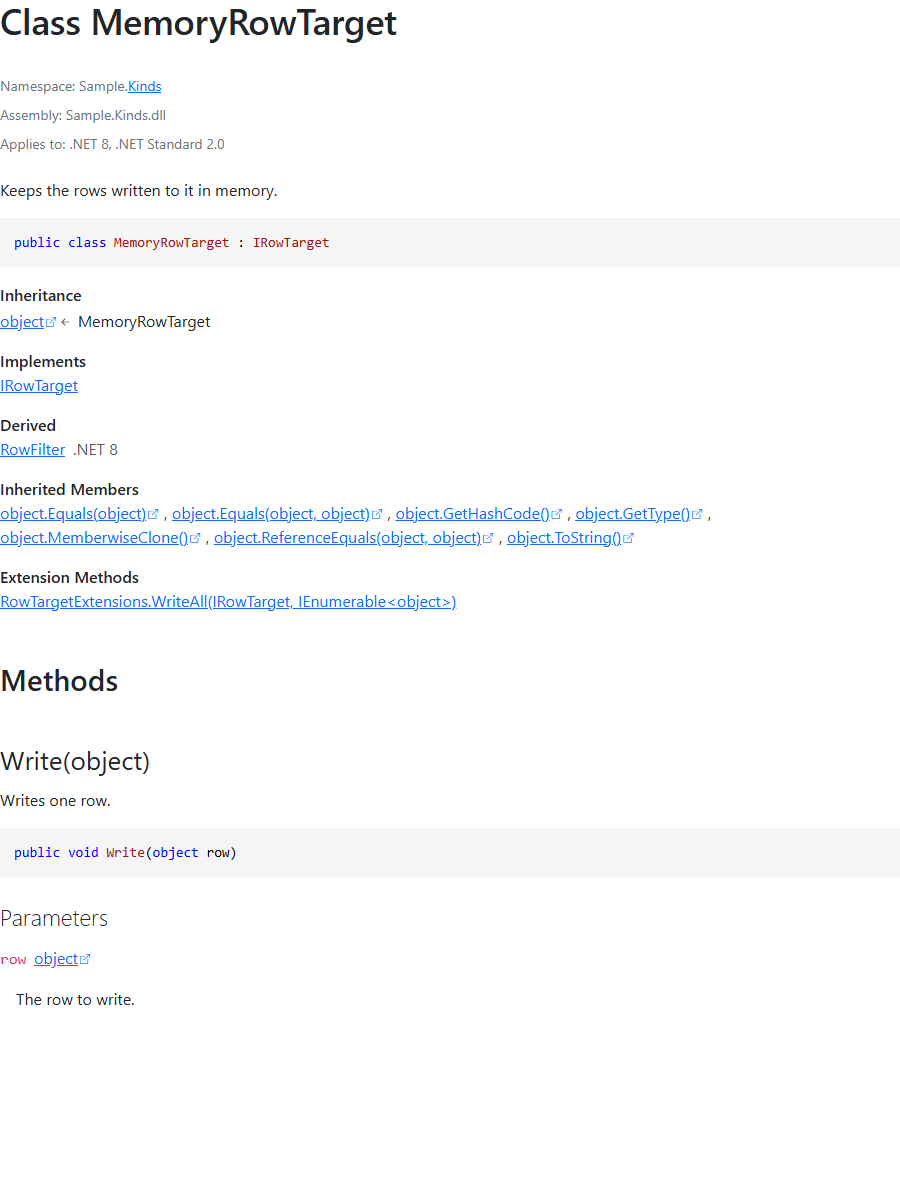 Class MemoryRowTarget
Namespace: Sample.Kinds
Assembly: Sample.Kinds.dll
Applies to: .NET 8, .NET Standard 2.0
Keeps the rows written to it in memory.
public class MemoryRowTarget : IRowTarget
Inheritance
object ← MemoryRowTarget
Implements
IRowTarget
Derived
RowFilter .NET 8
Inherited Members
object.Equals(object) , object.Equals(object, object) , object.GetHashCode() , object.GetType() ,
object.MemberwiseClone() , object.ReferenceEquals(object, object) , object.ToString()
Extension Methods
RowTargetExtensions.WriteAll(IRowTarget, IEnumerable<object>)
Methods
Write(object)
Writes one row.
public void Write(object row)
Parameters
row object
The row to write.